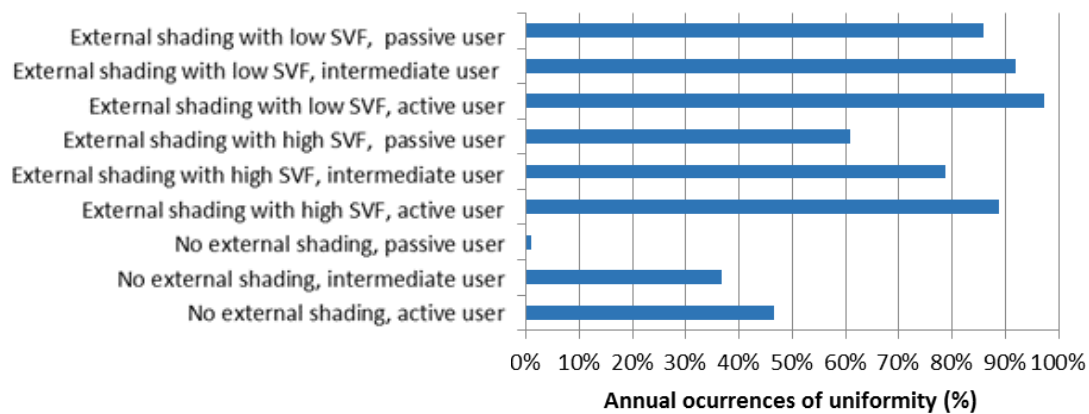 External shading with low SVF,  passive user
External shading with low SVF, intermediate user
External shading with low SVF, active user
External shading with high SVF,  passive user
External shading with high SVF, intermediate user
External shading with high SVF, active user
No external shading, passive user
No external shading, intermediate user
No external shading, active user
0% 10% 20% 30% 40% 50% 60% 70% 80% 90% 100%
Annual ocurrences of uniformity (%)